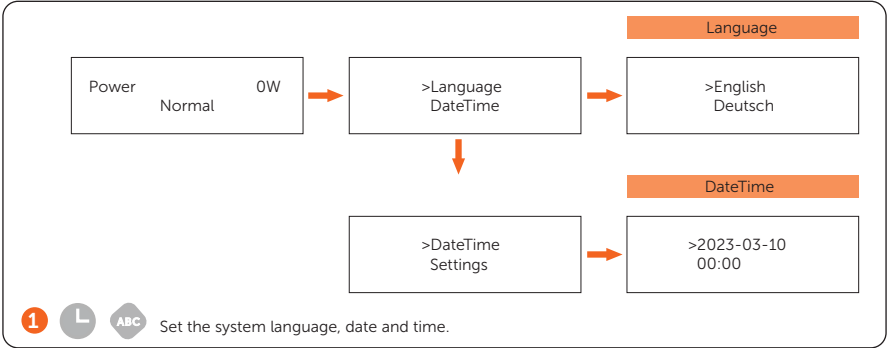 Language
Power 0W
Normal
>Language
DateTime
>English
Deutsch
DateTime
>DateTime
Settings
>2023-03-10
00:00
1 ABC Set the system language, date and time.